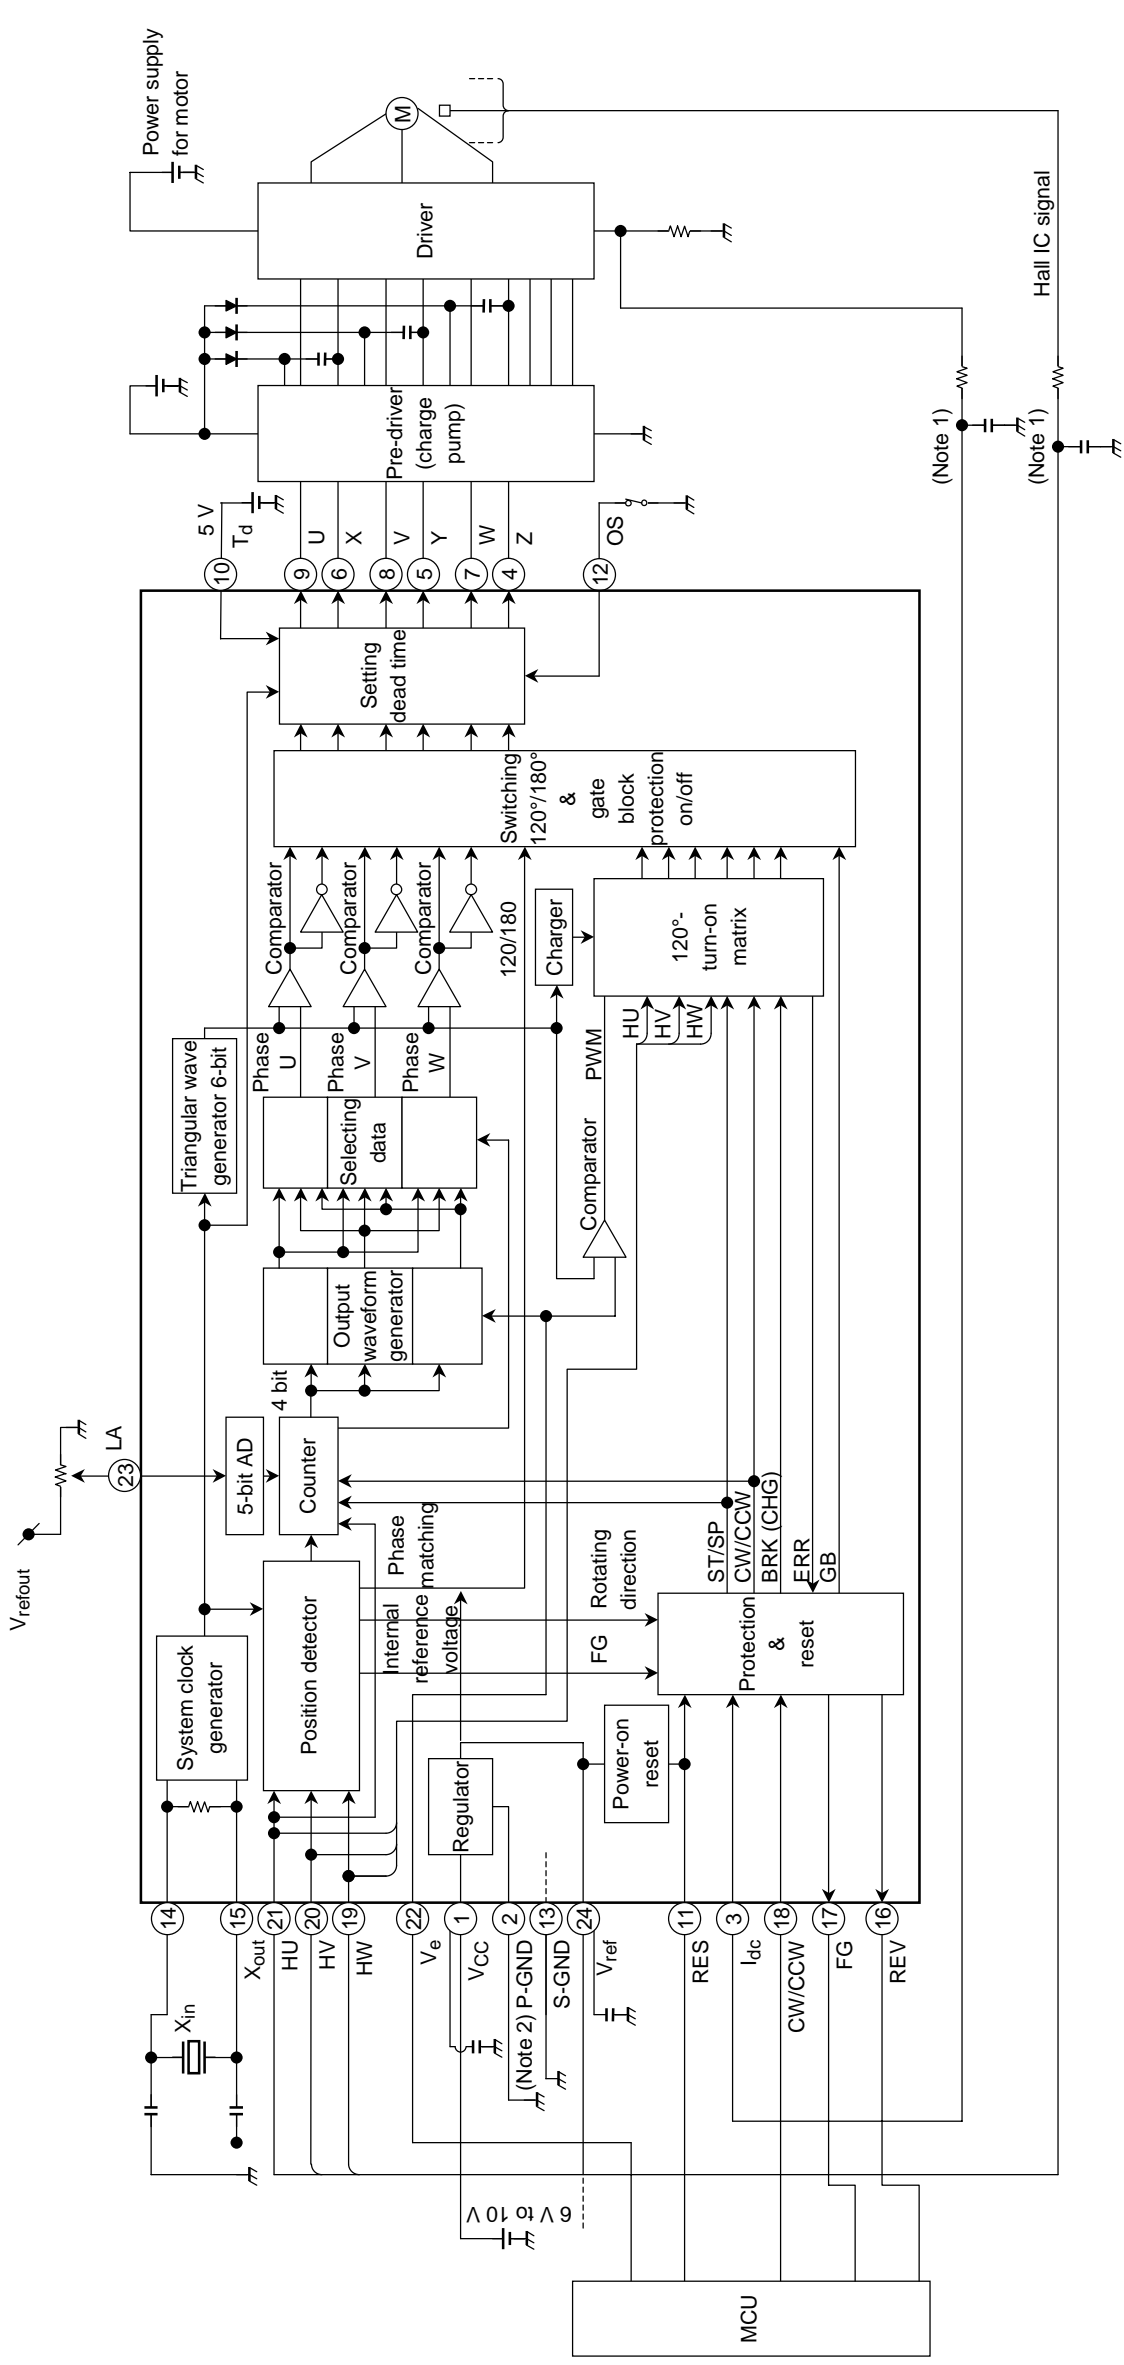 Power supply
for motor
M
Driver
Hall IC signal
(Note 1)
(Note 1)
Pre-driver
(charge
pump)
5 V
Td
10
9
U
6
X
8
V
5
Y
7
W
4
Z
12
OS
Setting
dead time
Switching
120°/180°
&
gate
block
protection
on/off
Comparator
Comparator
Comparator
120/180
Charger
120°-
turn-on
matrix
Triangular wave
generator 6-bit
Phase
U
Phase
V
Phase
W
PWM
HU
HV
HW
Selecting
data
Comparator
Output
waveform
generator
4 bit
23
LA
Vrefout
5-bit AD
Counter
Phase
matching
ST/SP
CW/CCW
BRK (CHG)
ERR
GB
System clock
generator
Position detector
Internal
reference
voltage
Rotating
direction
FG
Protection
&
reset
Regulator
Power-on
reset
14
15
21
20
19
22
1
2
13
24
11
3
18
17
16
Xin
Xout
HU
HV
HW
Ve
VCC
(Note 2) P-GND
S-GND
Vref
RES
Idc
CW/CCW
FG
REV
6 V to 10 V
MCU